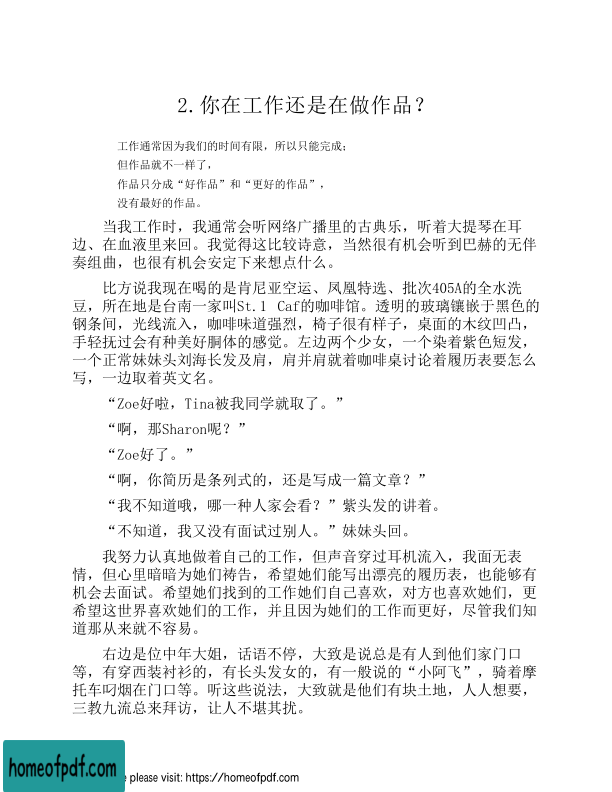 2.你在工作还是在做作品？
工作通常因为我们的时间有限，所以只能完成；
但作品就不一样了，
作品只分成“好作品”和“更好的作品”，
没有最好的作品。
当我工作时，我通常会听网络广播里的古典乐，听着大提琴在耳
边、在血液里来回。我觉得这比较诗意，当然很有机会听到巴赫的无伴
奏组曲，也很有机会安定下来想点什么。
比方说我现在喝的是肯尼亚空运、凤凰特选、批次405A的全水洗
豆，所在地是台南一家叫St.1 Caf的咖啡馆。透明的玻璃镶嵌于黑色的
钢条间，光线流入，咖啡味道强烈，椅子很有样子，桌面的木纹凹凸，
手轻抚过会有种美好胴体的感觉。左边两个少女，一个染着紫色短发，
一个正常妹妹头刘海长发及肩，肩并肩就着咖啡桌讨论着履历表要怎么
写，一边取着英文名。
“Zoe好啦，Tina被我同学就取了。”
“啊，那Sharon呢？”
“Zoe好了。”
“啊，你简历是条列式的，还是写成一篇文章？”
“我不知道哦，哪一种人家会看？”紫头发的讲着。
“不知道，我又没有面试过别人。”妹妹头回。
我努力认真地做着自己的工作，但声音穿过耳机流入，我面无表
情，但心里暗暗为她们祷告，希望她们能写出漂亮的履历表，也能够有
机会去面试。希望她们找到的工作她们自己喜欢，对方也喜欢她们，更
希望这世界喜欢她们的工作，并且因为她们的工作而更好，尽管我们知
道那从来就不容易。
右边是位中年大姐，话语不停，大致是说总是有人到他们家门口
等，有穿西装衬衫的，有长头发女的，有一般说的“小阿飞”，骑着摩
托车叼烟在门口等。听这些说法，大致就是他们有块土地，人人想要，
三教九流总来拜访，让人不堪其扰。
homeofpdf.com
e please visit: https://homeofpdf.com